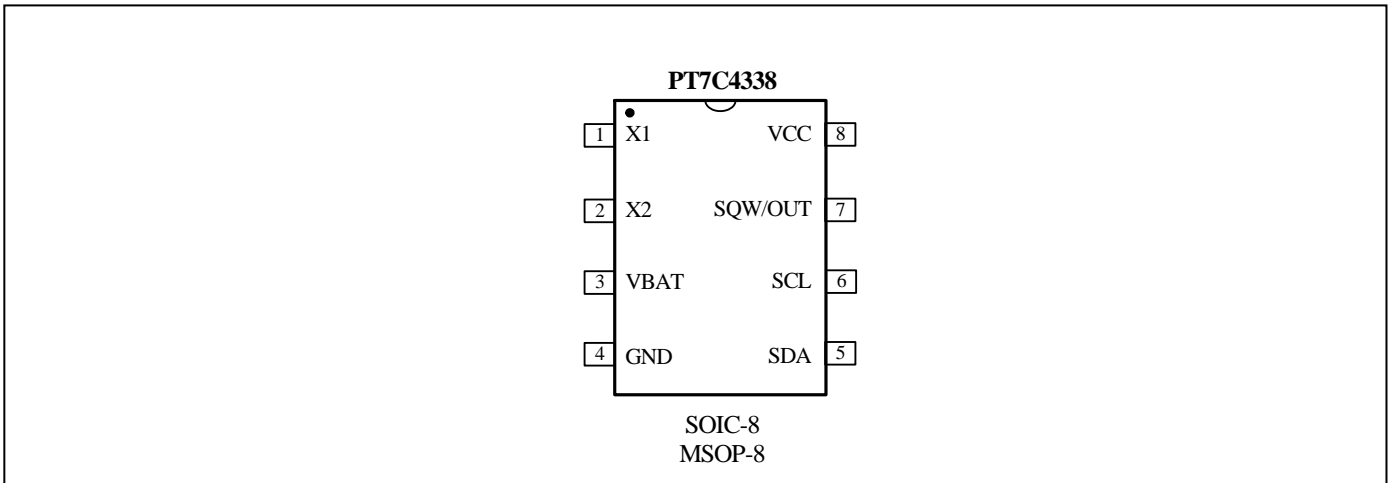 PT7C4338
1 X1 VCC 8
2 X2 SQW/OUT 7
3 VBAT SCL 6
4 GND SDA 5
SOIC-8
MSOP-8